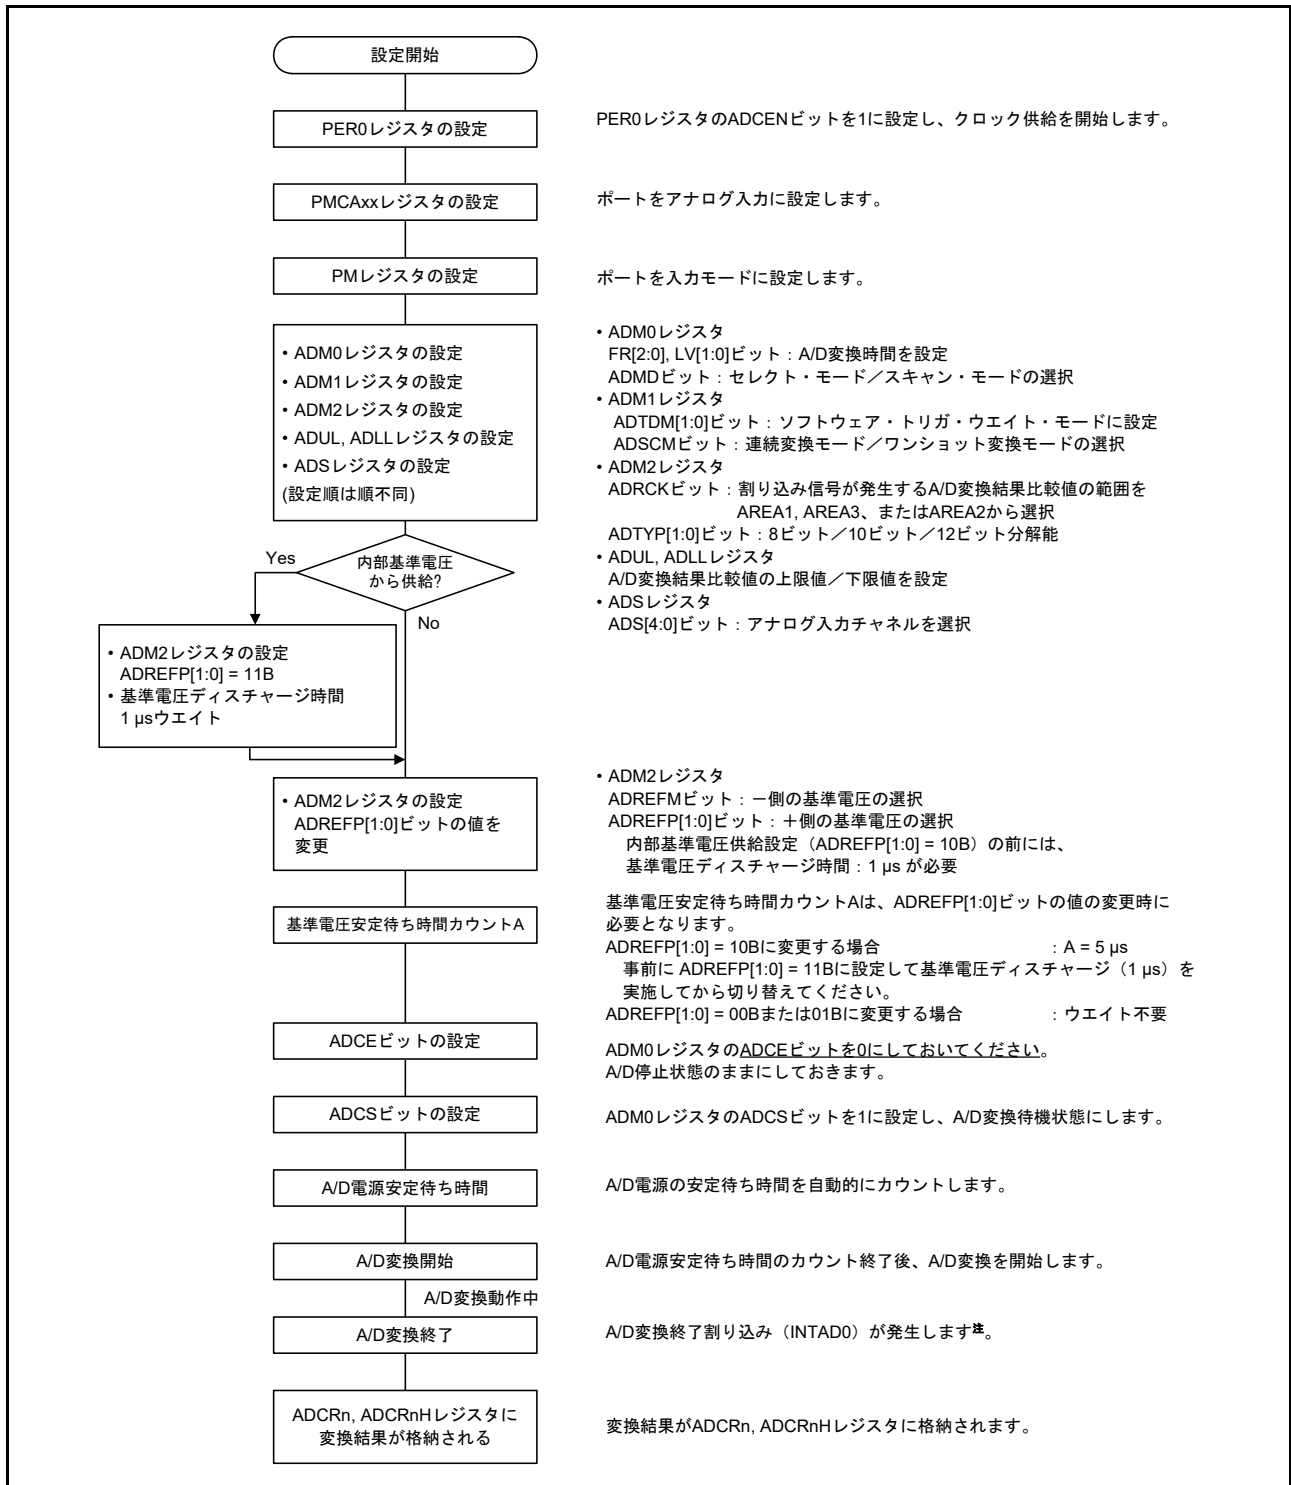 設定開始
PER0レジスタの設定
PER0レジスタのADCENビットを1に設定し、クロック供給を開始します。
PMCAxxレジスタの設定
ポートをアナログ入力に設定します。
PMレジスタの設定
ポートを入力モードに設定します。
• ADM0レジスタの設定
• ADM1レジスタの設定
• ADM2レジスタの設定
• ADUL, ADLLレジスタの設定
• ADSレジスタの設定
(設定順は順不同)
• ADM0レジスタ
FR[2:0], LV[1:0]ビット：A/D変換時間を設定
ADMDビット：セレクト・モード／スキャン・モードの選択
• ADM1レジスタ
ADTDM[1:0]ビット：ソフトウェア・トリガ・ウエイト・モードに設定
ADSCMビット：連続変換モード／ワンショット変換モードの選択
• ADM2レジスタ
ADRCKビット：割り込み信号が発生するA/D変換結果比較値の範囲を
AREA1, AREA3、またはAREA2から選択
ADTYP[1:0]ビット：8ビット／10ビット／12ビット分解能
• ADUL, ADLLレジスタ
A/D変換結果比較値の上限値／下限値を設定
• ADSレジスタ
ADS[4:0]ビット：アナログ入力チャネルを選択
Yes
内部基準電圧
から供給?
No
• ADM2レジスタの設定
ADREFP[1:0] = 11B
• 基準電圧ディスチャージ時間
1 μsウエイト
• ADM2レジスタの設定
ADREFP[1:0]ビットの値を
変更
• ADM2レジスタ
ADREFMビット：－側の基準電圧の選択
ADREFP[1:0]ビット：＋側の基準電圧の選択
内部基準電圧供給設定（ADREFP[1:0] = 10B）の前には、
基準電圧ディスチャージ時間：1 μs が必要
基準電圧安定待ち時間カウントA
基準電圧安定待ち時間カウントAは、ADREFP[1:0]ビットの値の変更時に
必要となります。
ADREFP[1:0] = 10Bに変更する場合 ：A = 5 μs
事前に ADREFP[1:0] = 11Bに設定して基準電圧ディスチャージ（1 μs）を
実施してから切り替えてください。
ADREFP[1:0] = 00Bまたは01Bに変更する場合 ：ウエイト不要
ADCEビットの設定
ADM0レジスタのADCEビットを0にしておいてください。
A/D停止状態のままにしておきます。
ADCSビットの設定
ADM0レジスタのADCSビットを1に設定し、A/D変換待機状態にします。
A/D電源安定待ち時間
A/D電源の安定待ち時間を自動的にカウントします。
A/D変換開始
A/D電源安定待ち時間のカウント終了後、A/D変換を開始します。
A/D変換動作中
A/D変換終了
A/D変換終了割り込み（INTAD0）が発生します注。
ADCRn, ADCRnHレジスタに
変換結果が格納される
変換結果がADCRn, ADCRnHレジスタに格納されます。